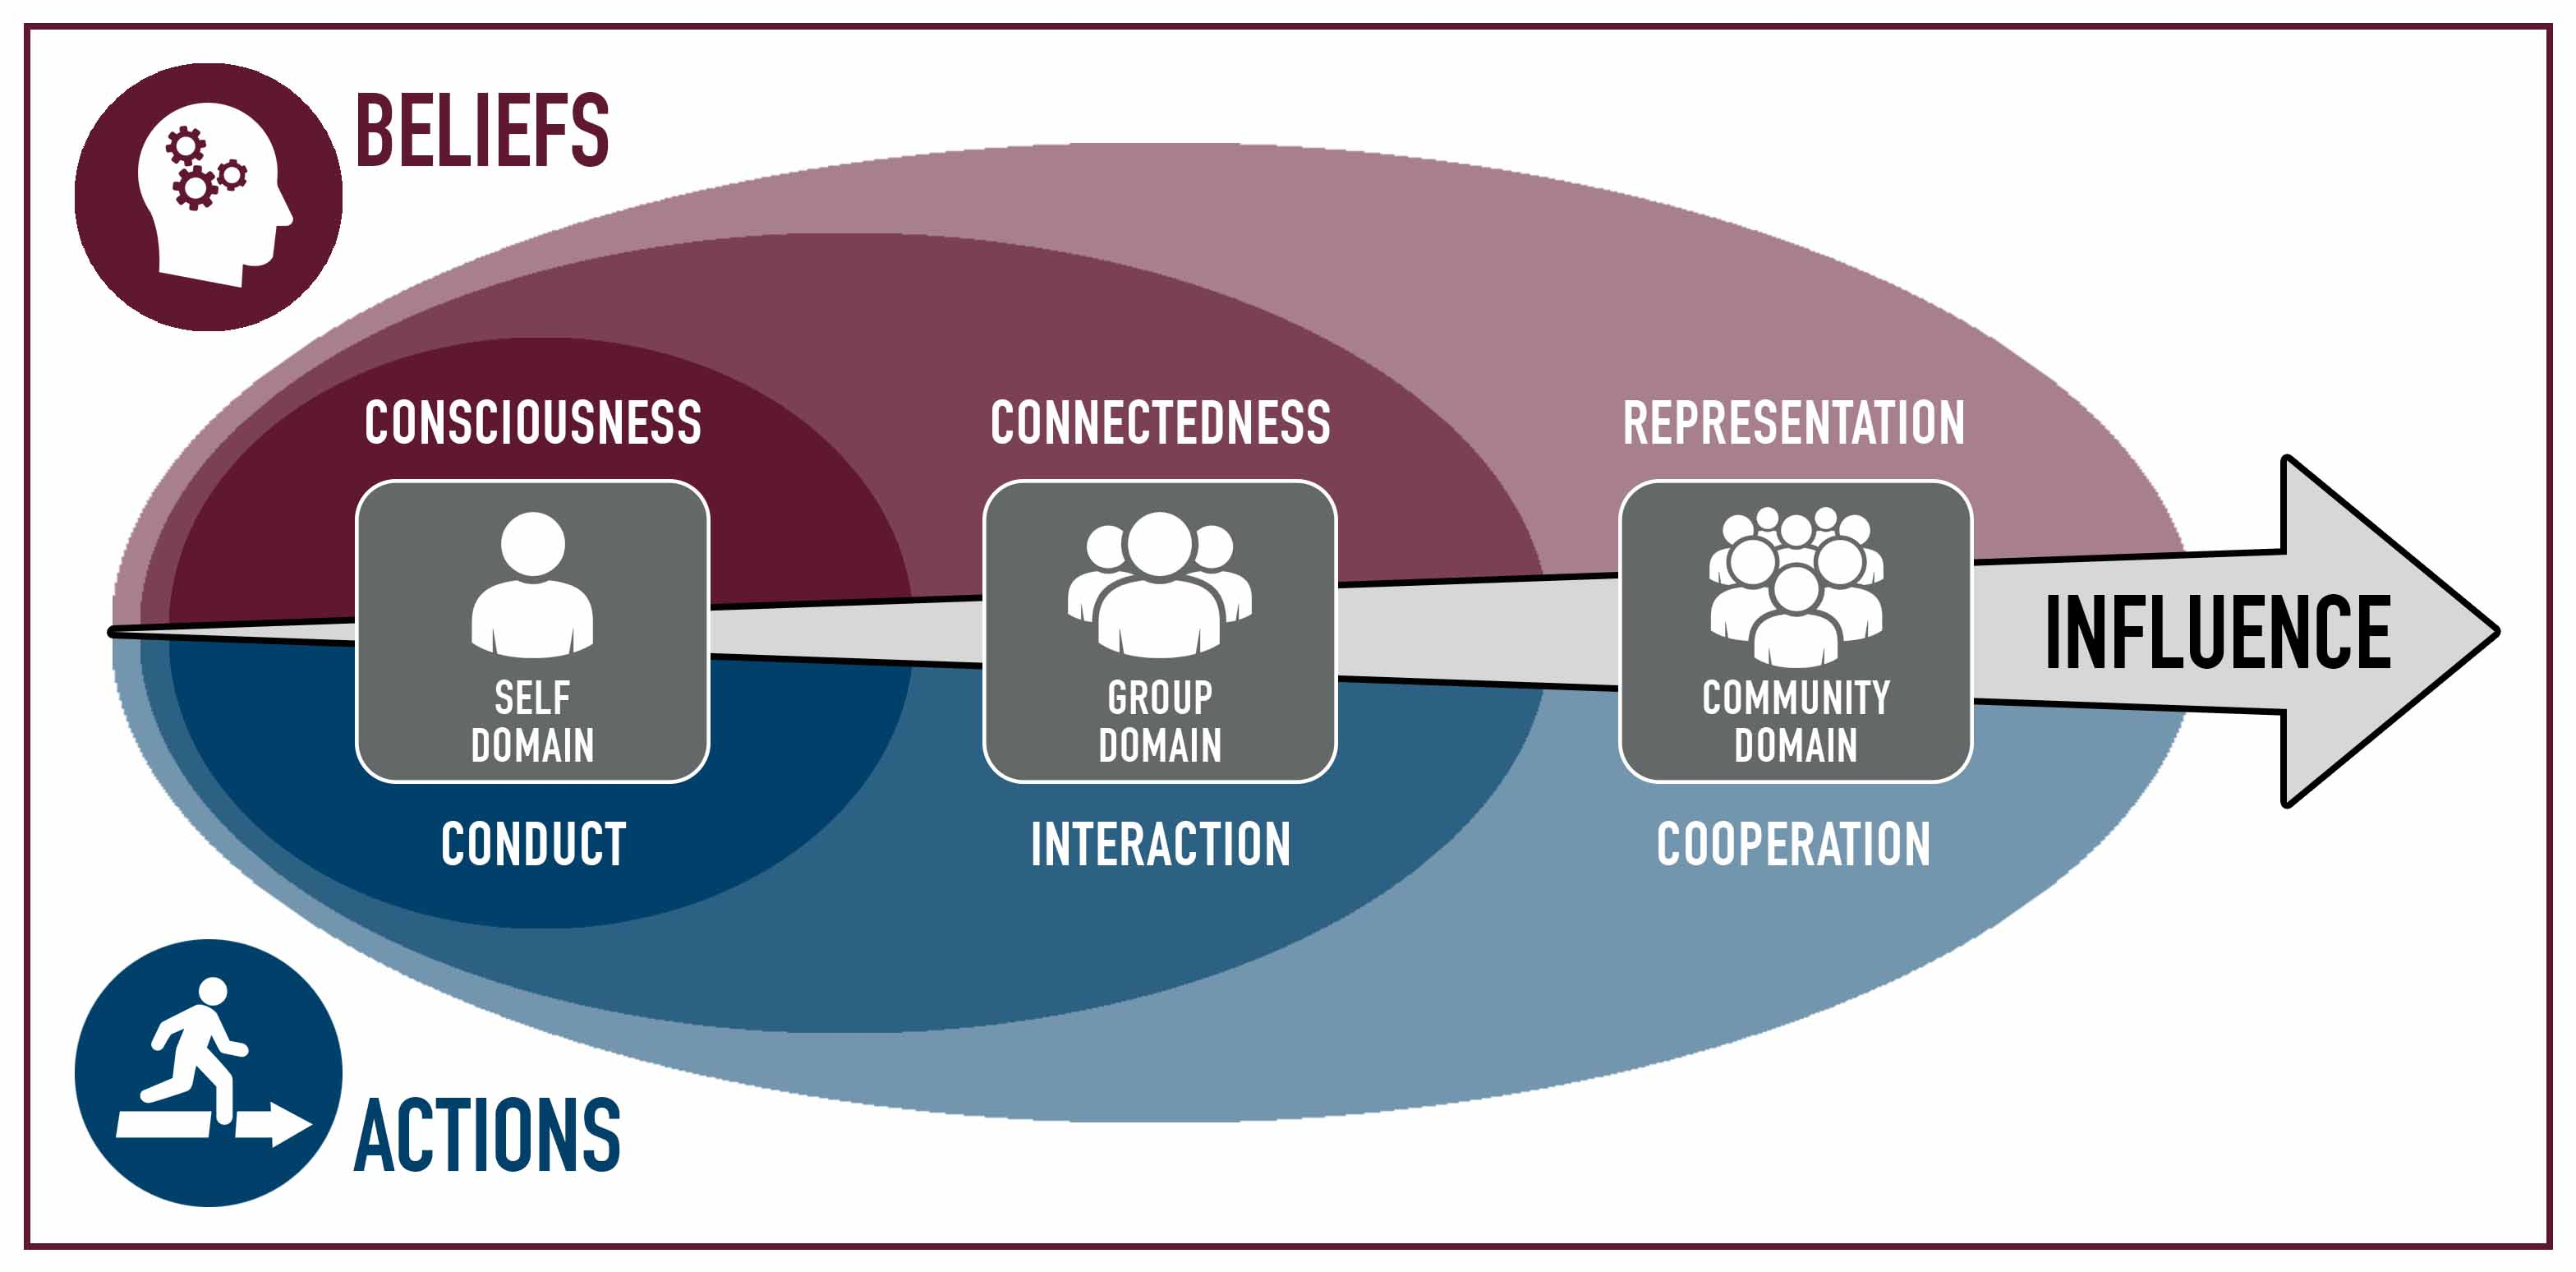 BELIEFS
CONSCIOUSNESS
CONNECTEDNESS
REPRESENTATION
SELF
DOMAIN
GROUP
DOMAIN
COMMUNITY
DOMAIN
INFLUENCE
CONDUCT
INTERACTION
COOPERATION
ACTIONS